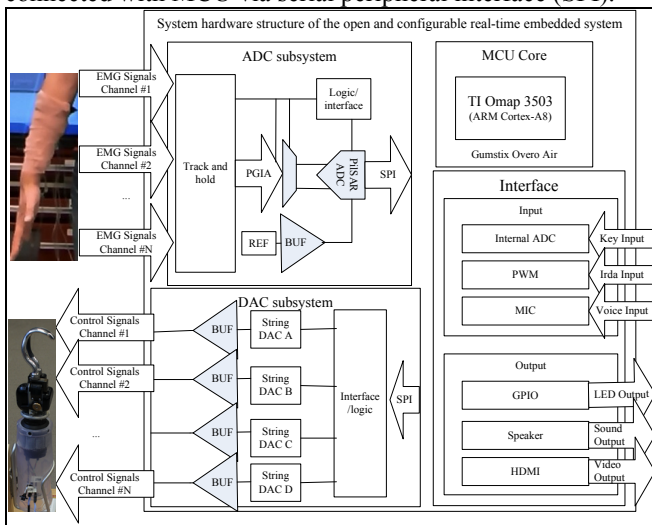 connected with MCU via serial peripheral interface (SPI).
System hardware structure of the open and configurable real-time embedded system
ADC subsystem
EMG Signals
Channel #1
EMG Signals
Channel #2
...
EMG Signals
Channel #N
Track and
hold
PGIA
Logic/
interface
PilSAR
ADC
SPI
REF
BUF
MCU Core
TI Omap 3503
(ARM Cortex-A8)
Gumstix Overo Air
Interface
Input
Internal ADC
Key Input
PWM
Irda Input
MIC
Voice Input
Output
GPIO
LED Output
Speaker
Sound
Output
HDMI
Video
Output
DAC subsystem
Control Signals
Channel #1
BUF
String
DAC A
Control Signals
Channel #2
BUF
String
DAC B
...
BUF
String
DAC C
Control Signals
Channel #N
BUF
String
DAC D
Interface
/logic
SPI